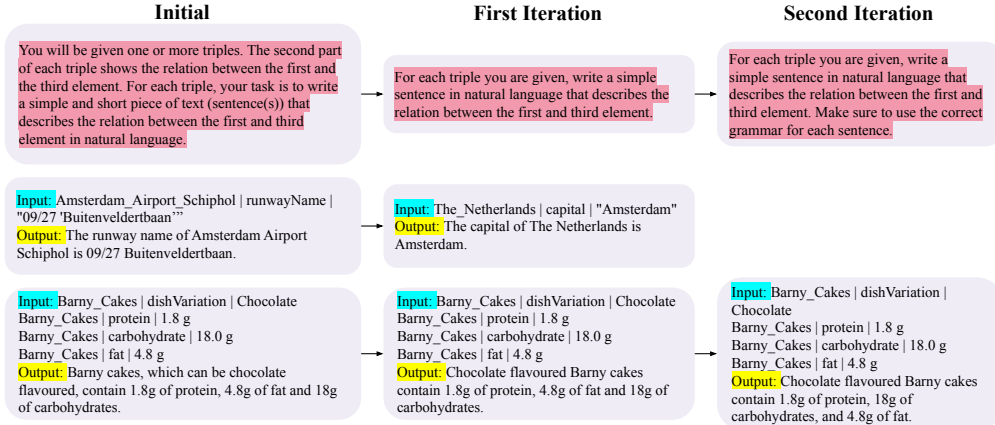 Initial
First Iteration
Second Iteration
You will be given one or more triples. The second part
of each triple shows the relation between the first and
the third element. For each triple, your task is to write
a simple and short piece of text (sentence(s)) that
describes the relation between the first and third
element in natural language.
For each triple you are given, write a simple
sentence in natural language that describes the
relation between the first and third element.
For each triple you are given, write a
simple sentence in natural language that
describes the relation between the first and
third element. Make sure to use the correct
grammar for each sentence.
Input: Amsterdam_Airport_Schiphol | runwayName |
"09/27 'Buitenveldertbaan'”
Output: The runway name of Amsterdam Airport
Schiphol is 09/27 Buitenveldertbaan.
Input: The_Netherlands | capital | "Amsterdam"
Output: The capital of The Netherlands is
Amsterdam.
Input: Barny_Cakes | dishVariation | Chocolate
Barny_Cakes | protein | 1.8 g
Barny_Cakes | carbohydrate | 18.0 g
Barny_Cakes | fat | 4.8 g
Output: Barny cakes, which can be chocolate
flavoured, contain 1.8g of protein, 4.8g of fat and 18g
of carbohydrates.
Input: Barny_Cakes | dishVariation | Chocolate
Barny_Cakes | protein | 1.8 g
Barny_Cakes | carbohydrate | 18.0 g
Barny_Cakes | fat | 4.8 g
Output: Chocolate flavoured Barny cakes
contain 1.8g of protein, 4.8g of fat and 18g of
carbohydrates.
Input: Barny_Cakes | dishVariation |
Chocolate
Barny_Cakes | protein | 1.8 g
Barny_Cakes | carbohydrate | 18.0 g
Barny_Cakes | fat | 4.8 g
Output: Chocolate flavoured Barny cakes
contain 1.8g of protein, 18g of
carbohydrates, and 4.8g of fat.